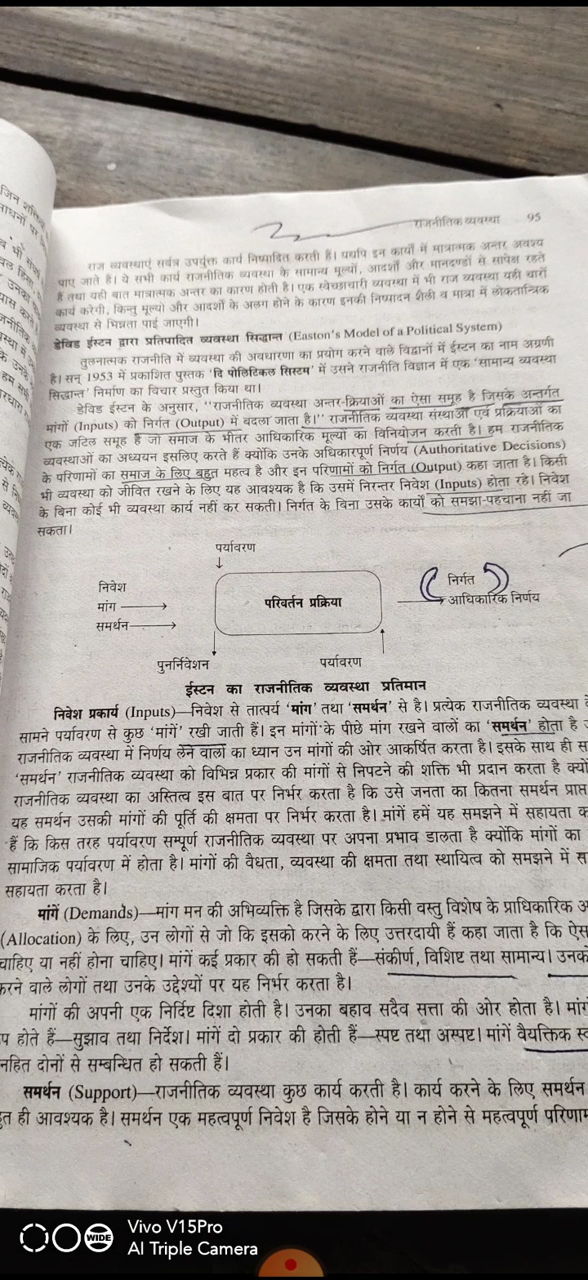 राजनीतिक व्यवस्था 95
राज व्यवस्थाएं सर्वत्र उपर्युक्त कार्य निष्पादित करती हैं। यद्यपि इन कार्यों में मात्रात्मक अन्तर अवश्य
पाए जाते हैं। ये सभी कार्य राजनीतिक व्यवस्था के सामान्य मूल्यों, आदर्शों और मानदण्डों से सापेक्ष रहते
हैं तथा यही बात मात्रात्मक अन्तर का कारण होती है। एक स्वेच्छाचारी व्यवस्था में भी राज व्यवस्था यही चारों
कार्य करेगी, किन्तु मूल्यों और आदर्शों के अलग होने के कारण इनकी निष्पादन शैली व मात्रा में लोकतान्त्रिक
व्यवस्था से भिन्नता पाई जाएगी।
डेविड ईस्टन द्वारा प्रतिपादित व्यवस्था सिद्धान्त (Easton's Model of a Political System)
तुलनात्मक राजनीति में व्यवस्था की अवधारणा का प्रयोग करने वाले विद्वानों में ईस्टन का नाम अग्रणी
है। सन् 1953 में प्रकाशित पुस्तक 'दि पोलिटिकल सिस्टम' में उसने राजनीति विज्ञान में एक 'सामान्य व्यवस्था
सिद्धान्त' निर्माण का विचार प्रस्तुत किया था।
डेविड ईस्टन के अनुसार, "राजनीतिक व्यवस्था अन्तर-क्रियाओं का ऐसा समूह है जिसके अन्तर्गत
मांगों (Inputs) को निर्गत (Output) में बदला जाता है।" राजनीतिक व्यवस्था संस्थाओं एवं प्रक्रियाओं का
एक जटिल समूह है जो समाज के भीतर आधिकारिक मूल्यों का विनियोजन करती है। हम राजनीतिक
व्यवस्थाओं का अध्ययन इसलिए करते हैं क्योंकि उनके अधिकारपूर्ण निर्णय (Authoritative Decisions)
के परिणामों का समाज के लिए बहुत महत्व है और इन परिणामों को निर्गत (Output) कहा जाता है। किसी
भी व्यवस्था को जीवित रखने के लिए यह आवश्यक है कि उसमें निरन्तर निवेश (Inputs) होता रहे। निवेश
के बिना कोई भी व्यवस्था कार्य नहीं कर सकती। निर्गत के बिना उसके कार्यों को समझा-पहचाना नहीं जा
सकता।
पर्यावरण
निवेश
मांग
समर्थन
परिवर्तन प्रक्रिया
निर्गत
आधिकारिक निर्णय
पुनर्निवेशन
पर्यावरण
ईस्टन का राजनीतिक व्यवस्था प्रतिमान
निवेश प्रकार्य (Inputs)—निवेश से तात्पर्य 'मांग' तथा 'समर्थन' से है। प्रत्येक राजनीतिक व्यवस्था
सामने पर्यावरण से कुछ 'मांगें' रखी जाती हैं। इन मांगों के पीछे मांग रखने वालों का 'समर्थन' होता है
राजनीतिक व्यवस्था में निर्णय लेने वालों का ध्यान उन मांगों की ओर आकर्षित करता है। इसके साथ ही
'समर्थन' राजनीतिक व्यवस्था को विभिन्न प्रकार की मांगों से निपटने की शक्ति भी प्रदान करता है
राजनीतिक व्यवस्था का अस्तित्व इस बात पर निर्भर करता है कि उसे जनता का कितना समर्थन प्राप्त
यह समर्थन उसकी मांगों की पूर्ति की क्षमता पर निर्भर करता है। मांगें हमें यह समझने में सहायता
हैं कि किस तरह पर्यावरण सम्पूर्ण राजनीतिक व्यवस्था पर अपना प्रभाव डालता है क्योंकि मांगों का
सामाजिक पर्यावरण में होता है। मांगों की वैधता, व्यवस्था की क्षमता तथा स्थायित्व को समझने में
सहायता करता है।
मांगें (Demands)—मांग मन की अभिव्यक्ति है जिसके द्वारा किसी वस्तु विशेष के प्राधिकारिक
(Allocation) के लिए, उन लोगों से जो कि इसको करने के लिए उत्तरदायी हैं कहा जाता है कि
चाहिए या नहीं होना चाहिए। मांगें कई प्रकार की हो सकती हैं—संकीर्ण, विशिष्ट तथा सामान्य। उनक
करने वाले लोगों तथा उनके उद्देश्यों पर यह निर्भर करता है।
मांगों की अपनी एक निर्दिष्ट दिशा होती है। उनका बहाव सदैव सत्ता की ओर होता है।
होते हैं—सुझाव तथा निर्देश। मांगें दो प्रकार की होती हैं—स्पष्ट तथा अस्पष्ट। मांगें वैयक्तिक
दोनों से सम्बन्धित हो सकती हैं।
समर्थन (Support)—राजनीतिक व्यवस्था कुछ कार्य करती है। कार्य करने के लिए समर्थन
ही आवश्यक है। समर्थन एक महत्वपूर्ण निवेश है जिसके होने या न होने से महत्वपूर्ण परिणाम
WIDE
Vivo V15Pro
AI Triple Camera